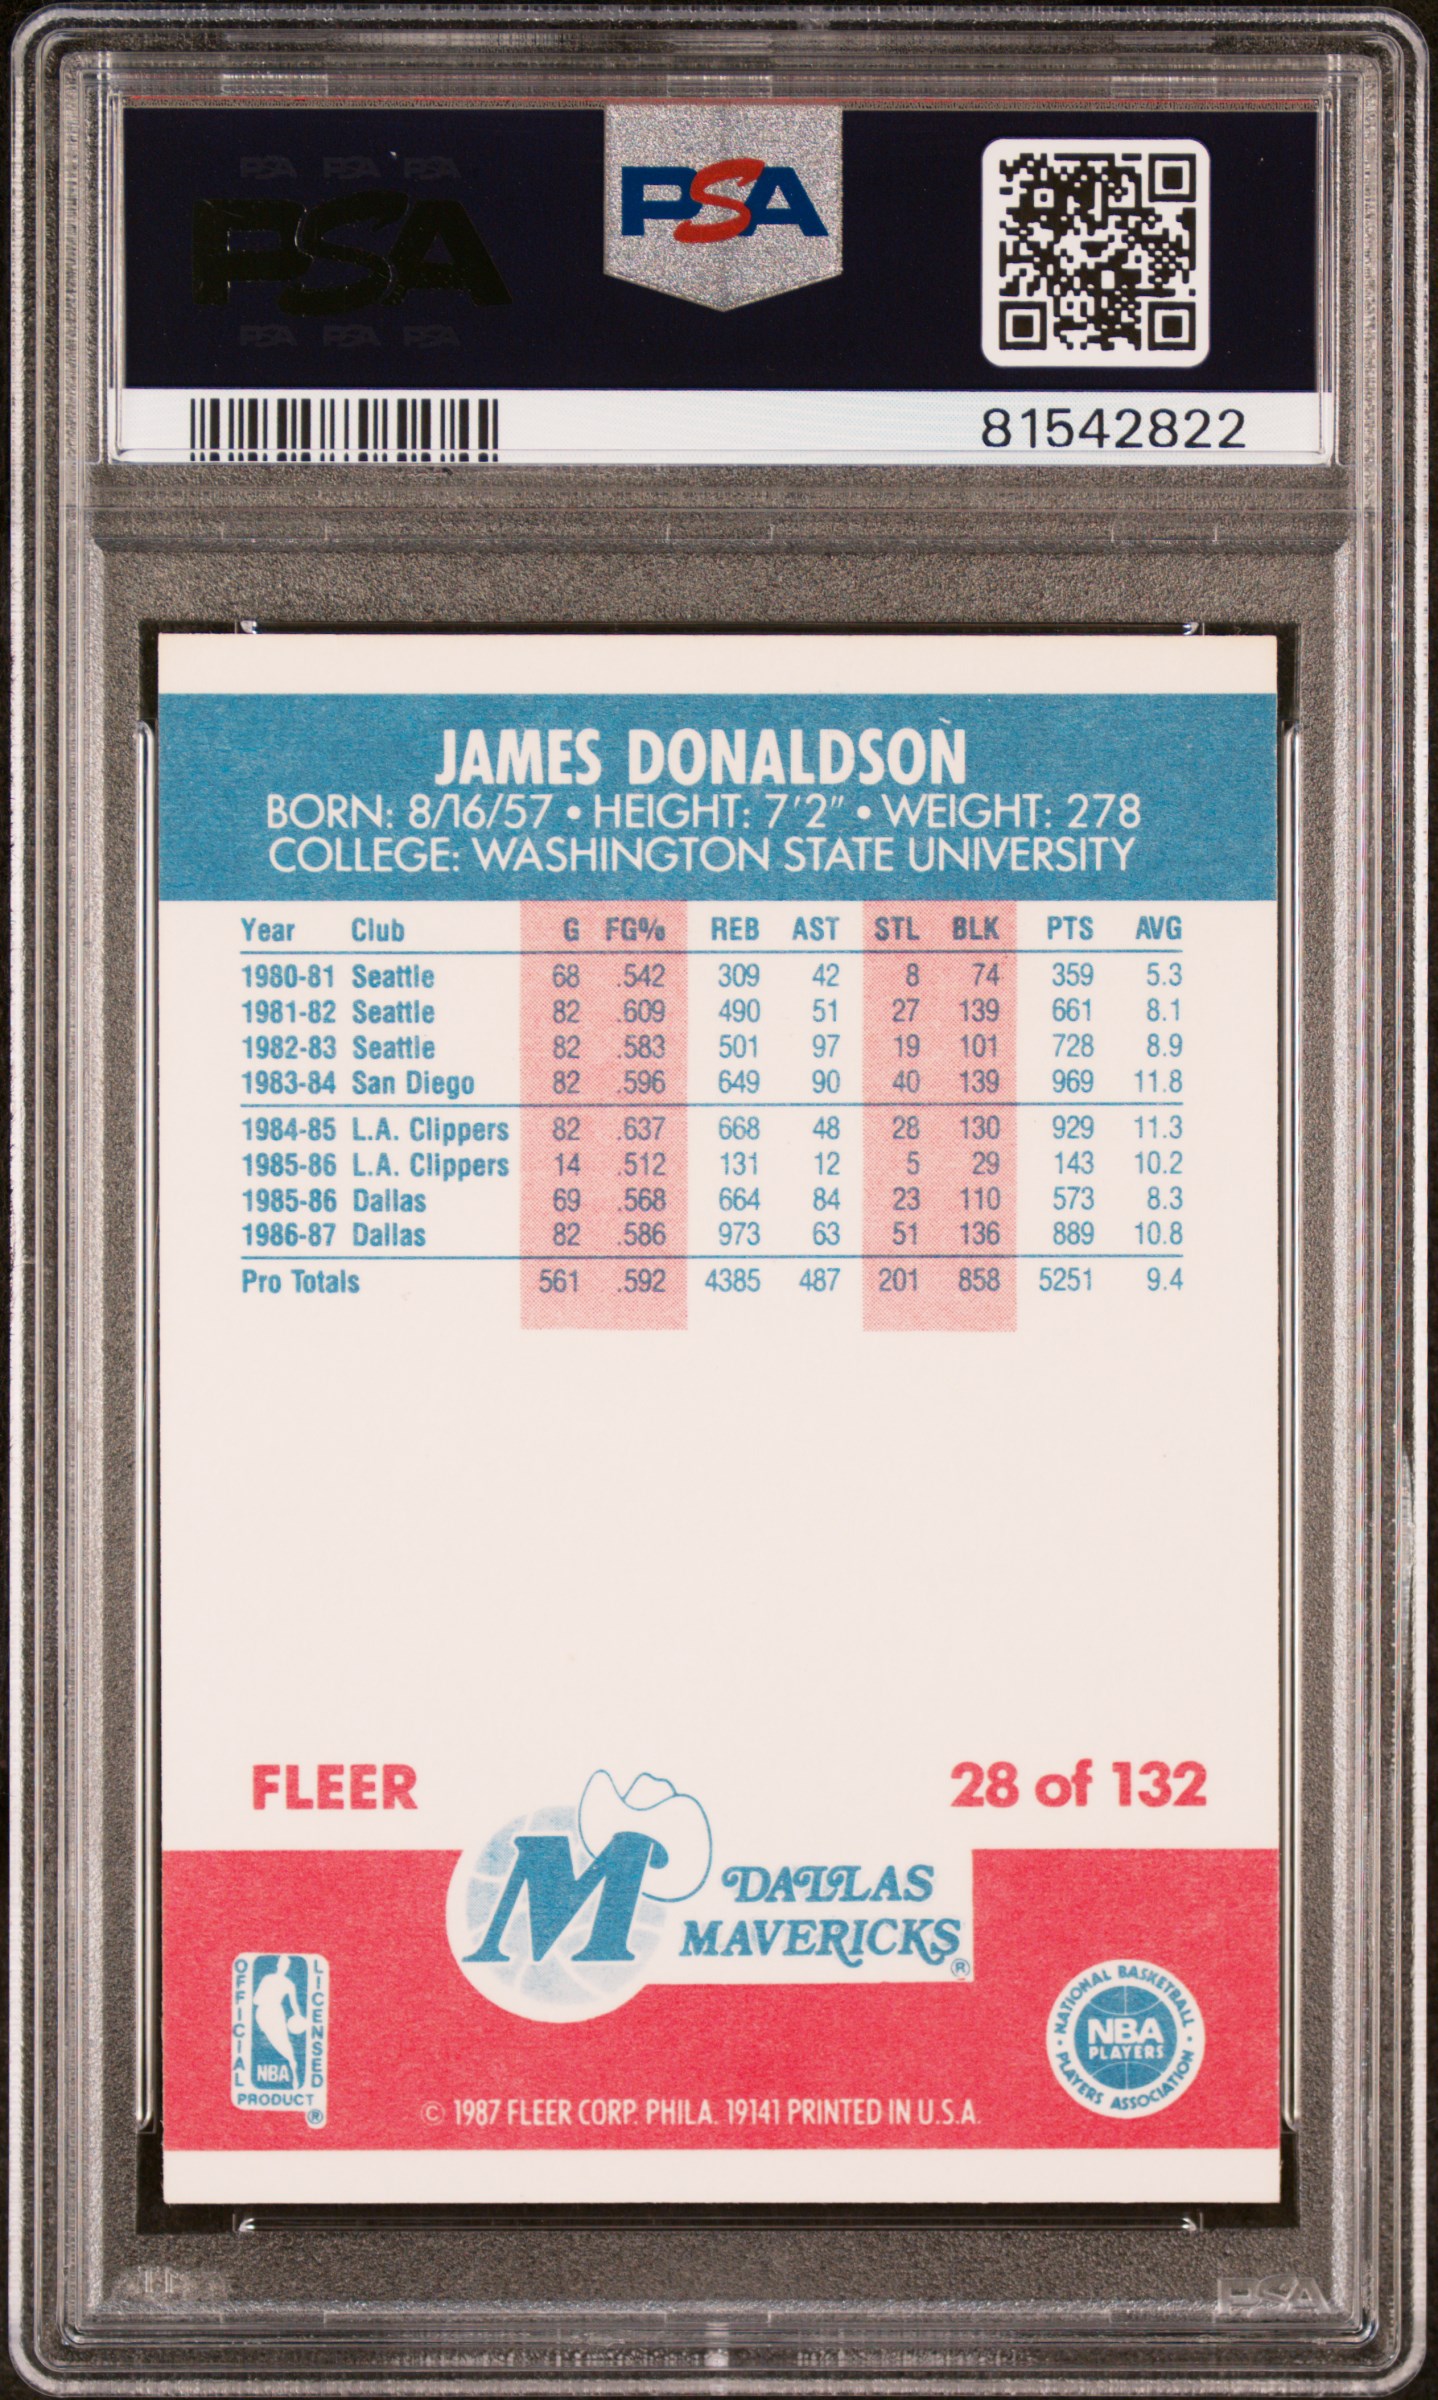 PSA PSA PSA
PSA
PSA PSA PSA
PSA
81542822
JAMES DONALDSON
BORN: 8/16/57 • HEIGHT: 7'2" • WEIGHT: 278
COLLEGE: WASHINGTON STATE UNIVERSITY
Year Club G FG% REB AST STL BLK PTS AVG
1980-81 Seattle 68 .542 309 42 8 74 359 5.3
1981-82 Seattle 82 .609 490 51 27 139 661 8.1
1982-83 Seattle 82 .583 501 97 19 101 728 8.9
1983-84 San Diego 82 .596 649 90 40 139 969 11.8
1984-85 L.A. Clippers 82 .637 668 48 28 130 929 11.3
1985-86 L.A. Clippers 14 .512 131 12 5 29 143 10.2
1985-86 Dallas 69 .568 664 84 23 110 573 8.3
1986-87 Dallas 82 .586 973 63 51 136 889 10.8
Pro Totals 561 .592 4385 487 201 858 5251 9.4
FLEER
28 of 132
M
DALLAS
MAVERICKS®
OFFICIAL LICENSED
NBA
PRODUCT ®
NATIONAL BASKETBALL
NBA
PLAYERS
PLAYERS ASSOCIATION
© 1987 FLEER CORP. PHILA. 19141 PRINTED IN U.S.A.
PSA